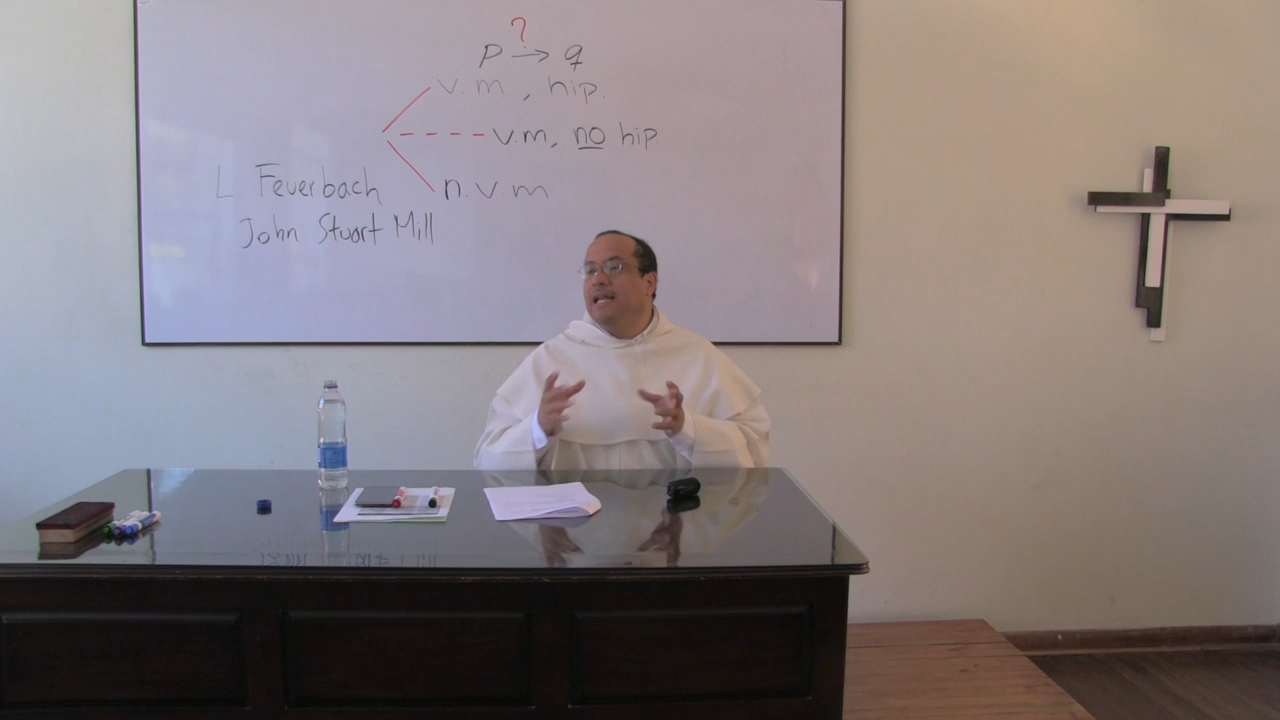 ?
p → q
v.m, hip.
v.m, no hip
L. Feuerbach
n.v.m
John Stuart Mill